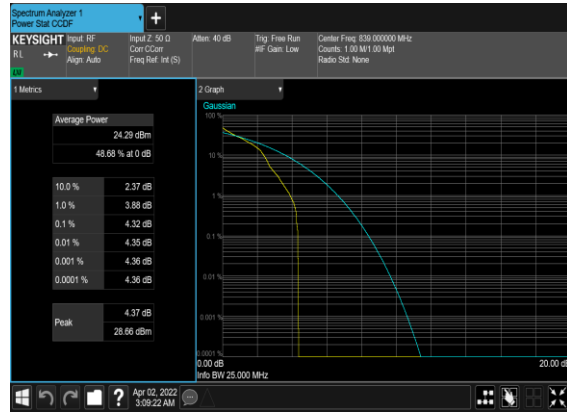 Spectrum Analyzer 1
Power Stat CCDF
+
KEYSIGHT
RL
Input: RF
Coupling: DC
Align: Auto
Input Z: 50 Ω
Corr CCorr
Freq Ref: Int (S)
Atten: 40 dB
Trig: Free Run
#IF Gain: Low
Center Freq: 839.000000 MHz
Counts: 1.00 M/1.00 Mpt
Radio Std: None
1 Metrics
Average Power
24.29 dBm
48.68 % at 0 dB
10.0 % 2.37 dB
1.0 % 3.88 dB
0.1 % 4.32 dB
0.01 % 4.35 dB
0.001 % 4.36 dB
0.0001 % 4.36 dB
Peak
4.37 dB
28.66 dBm
2 Graph
Gaussian
100 %
10 %
1 %
0.1 %
0.01 %
0.001 %
0.0001 %
0.00 dB
20.00 dB
Info BW 25.000 MHz
?
Apr 02, 2022
3:09:22 AM